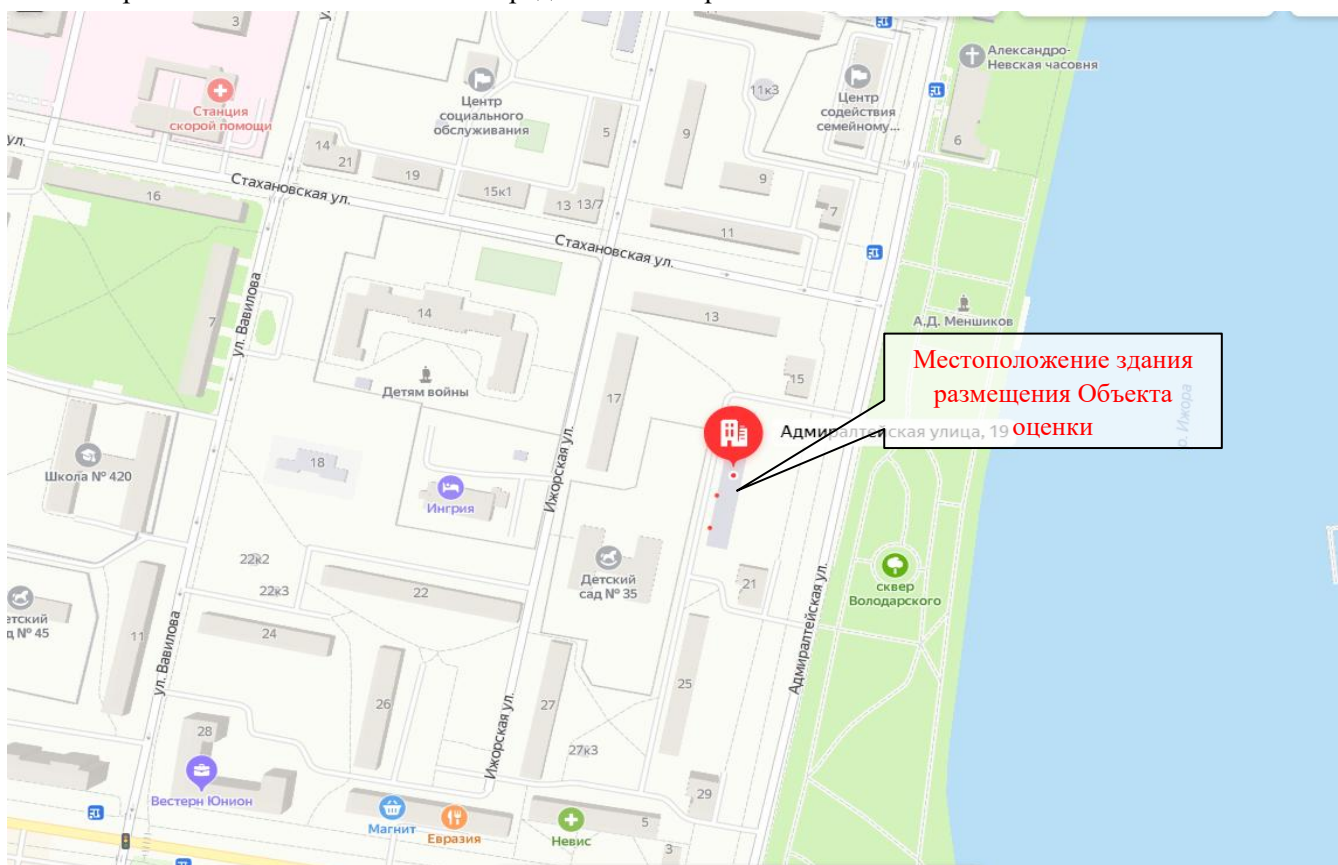 3
Александро-
Невская часовня
Станция
скорой помощи
Центр
социального
обслуживания
5
9
11к3
Центр
содействия
семейному...
6
ул.
14
21
19
15к1
13
13/7
9
7
16
Стахановская ул.
11
Стахановская ул.
7
ул. Вавилова
14
13
А.Д. Меншиков
Детям войны
17
15
Местоположение здания
размещения Объекта
оценки
Адмиралтейская улица, 19
р. Ижора
Школа № 420
18
Ингрия
Ижорская ул.
Детский
сад № 35
22к2
22к3
22
21
сквер
Володарского
етский
д № 45
11
24
ул. Вавилова
Адмиралтейская ул.
26
27
25
28
Ижорская ул.
27к3
Вестерн Юнион
Магнит
Евразия
Невис
5
29
3